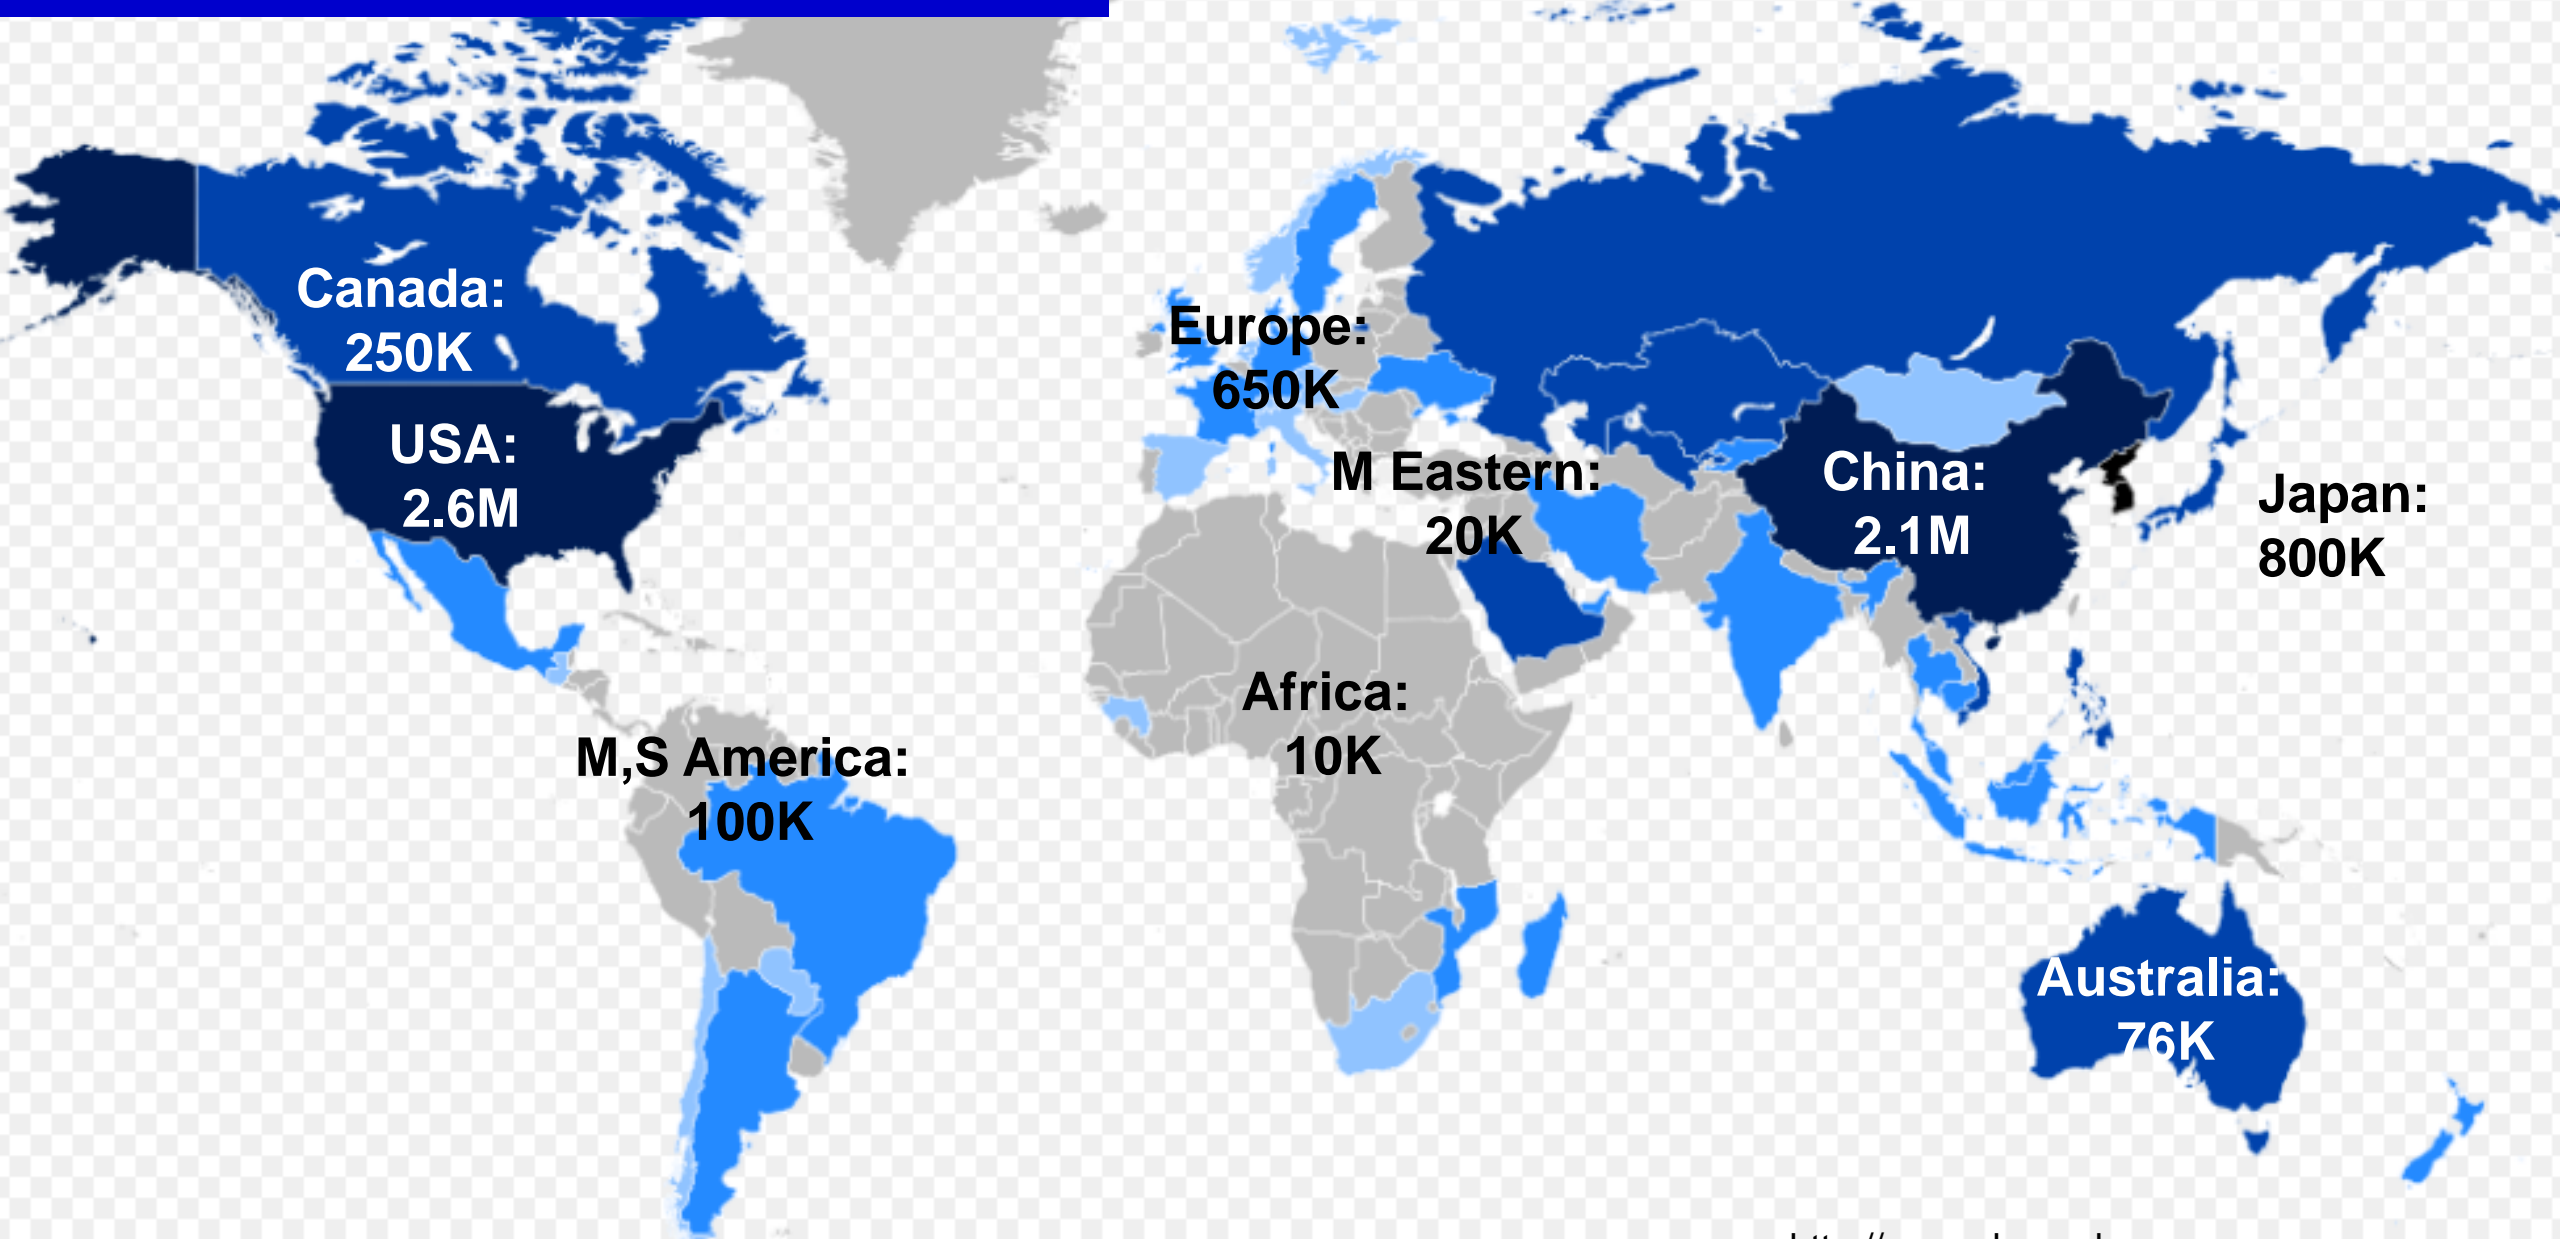 Canada:
250K
USA:
2.6M
Europe:
650K
M Eastern:
20K
China:
2.1M
Japan:
800K
Africa:
10K
M,S America:
100K
Australia:
76K